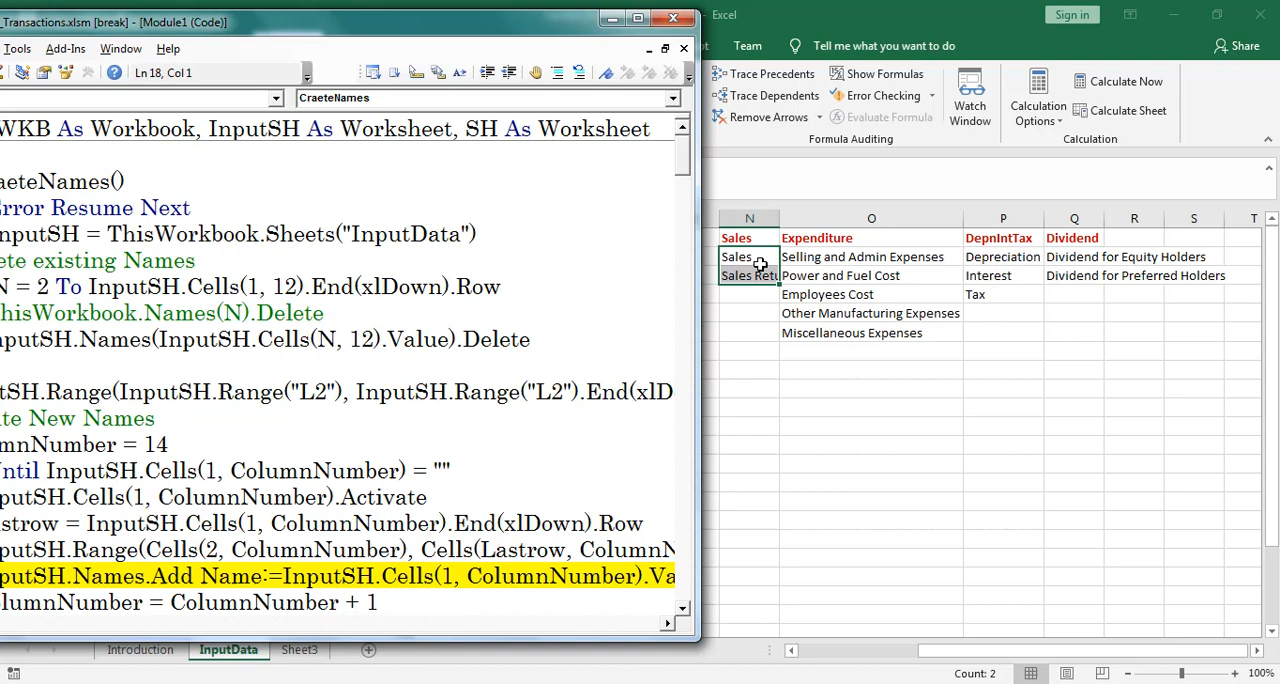 _Transactions.xlsm [break] - [Module1 (Code)]
Tools Add-Ins Window Help
Ln 18, Col 1
CraeteNames
WKB As Workbook, InputSH As Worksheet, SH As Worksheet
aeteNames()
Error Resume Next
nputSH = ThisWorkbook.Sheets("InputData")
ete existing Names
N = 2 To InputSH.Cells(1, 12).End(xlDown).Row
hisWorkbook.Names(N).Delete
nputSH.Names(InputSH.Cells(N, 12).Value).Delete
tSH.Range(InputSH.Range("L2"), InputSH.Range("L2").End(xlD
te New Names
mnNumber = 14
Until InputSH.Cells(1, ColumnNumber) = ""
nputSH.Cells(1, ColumnNumber).Activate
astrow = InputSH.Cells(1, ColumnNumber).End(xlDown).Row
nputSH.Range(Cells(2, ColumnNumber), Cells(Lastrow, ColumnN
nputSH.Names.Add Name:=InputSH.Cells(1, ColumnNumber).Va
olumnNumber = ColumnNumber + 1
- Excel
Sign in
Team Tell me what you want to do Share
Trace Precedents Show Formulas
Trace Dependents Error Checking
Remove Arrows Evaluate Formula
Formula Auditing
Watch Window
Calculation Options
Calculate Now
Calculate Sheet
Calculation
N O P Q R S T
Sales Expenditure DepnIntTax Dividend
Sales Selling and Admin Expenses Depreciation Dividend for Equity Holders
Sales Retu Power and Fuel Cost Interest Dividend for Preferred Holders
Employees Cost Tax
Other Manufacturing Expenses
Miscellaneous Expenses
Introduction InputData Sheet3
Count: 2 100%